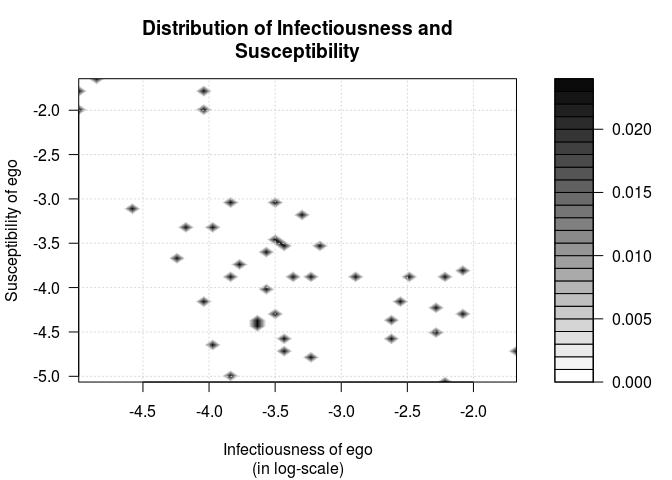 Distribution of Infectiousness and
Susceptibility
Susceptibility of ego
-2.0
-2.5
-3.0
-3.5
-4.0
-4.5
-5.0
-4.5 -4.0 -3.5 -3.0 -2.5 -2.0
Infectiousness of ego
(in log-scale)
0.020
0.015
0.010
0.005
0.000